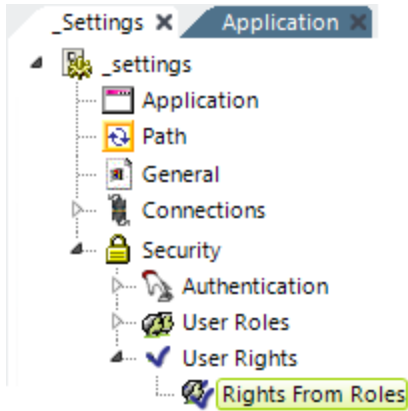 _Settings Application
_settings
Application
Path
General
Connections
Security
Authentication
User Roles
User Rights
Rights From Roles